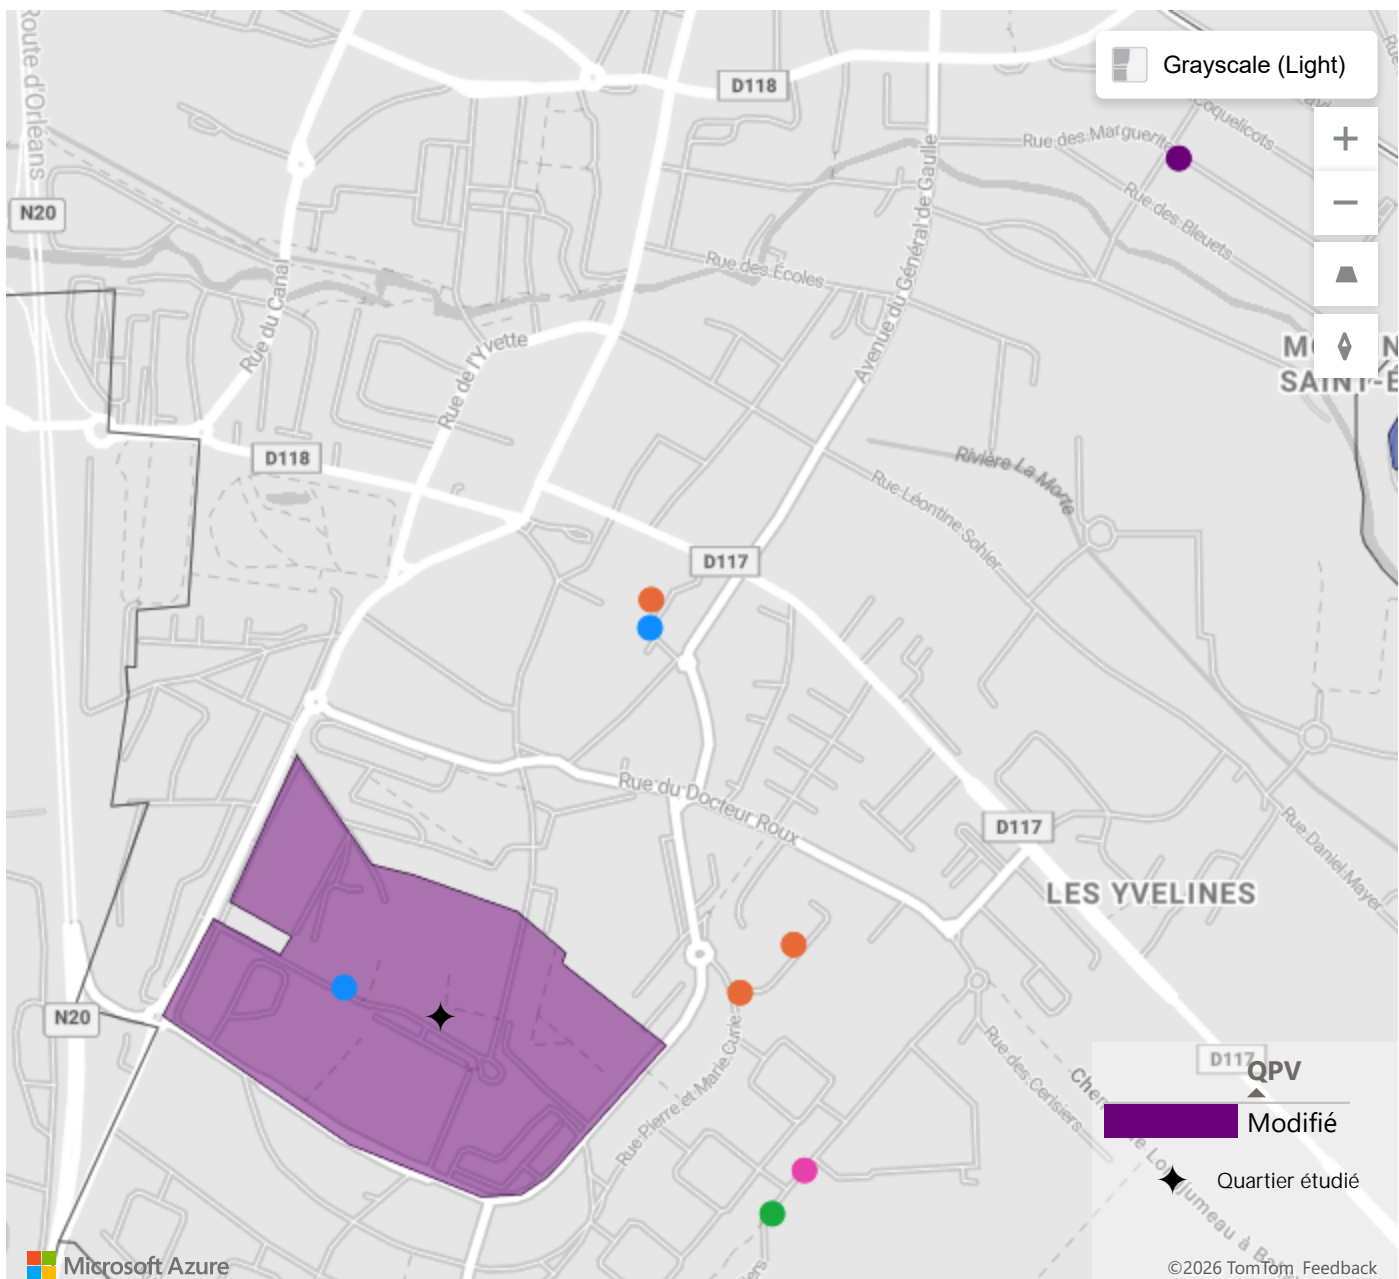 Route d'Orléans
D118
Grayscale (Light)
Coquelicots
Rue des Marguerite
Rue des Bleuets
N20
Rue des Écoles
Avenue du Général de Gaulle
Rue du Canal
Rue de l'Yvette
SAINT-É
D118
Rivière La Morte
Rue Léontine Sohier
D117
Rue du Docteur Roux
D117
Rue Daniel Mayer
LES YVELINES
N20
Rue Pierre et Marie Curie
Rue des Cerisiers
D117
QPV
Modifié
Quartier étudié
Microsoft Azure
©2026 TomTom Feedback